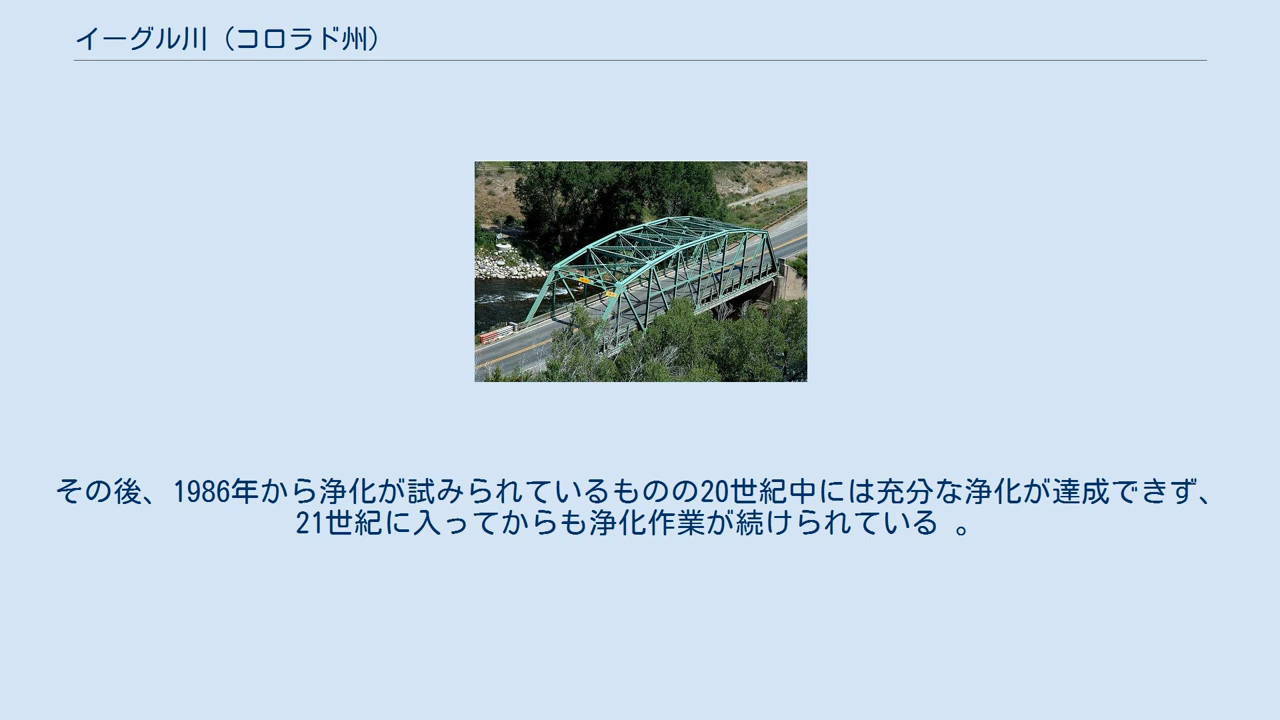 イーグル川（コロラド州）
その後、1986年から浄化が試みられているものの20世紀中には充分な浄化が達成できず、
21世紀に入ってからも浄化作業が続けられている 。